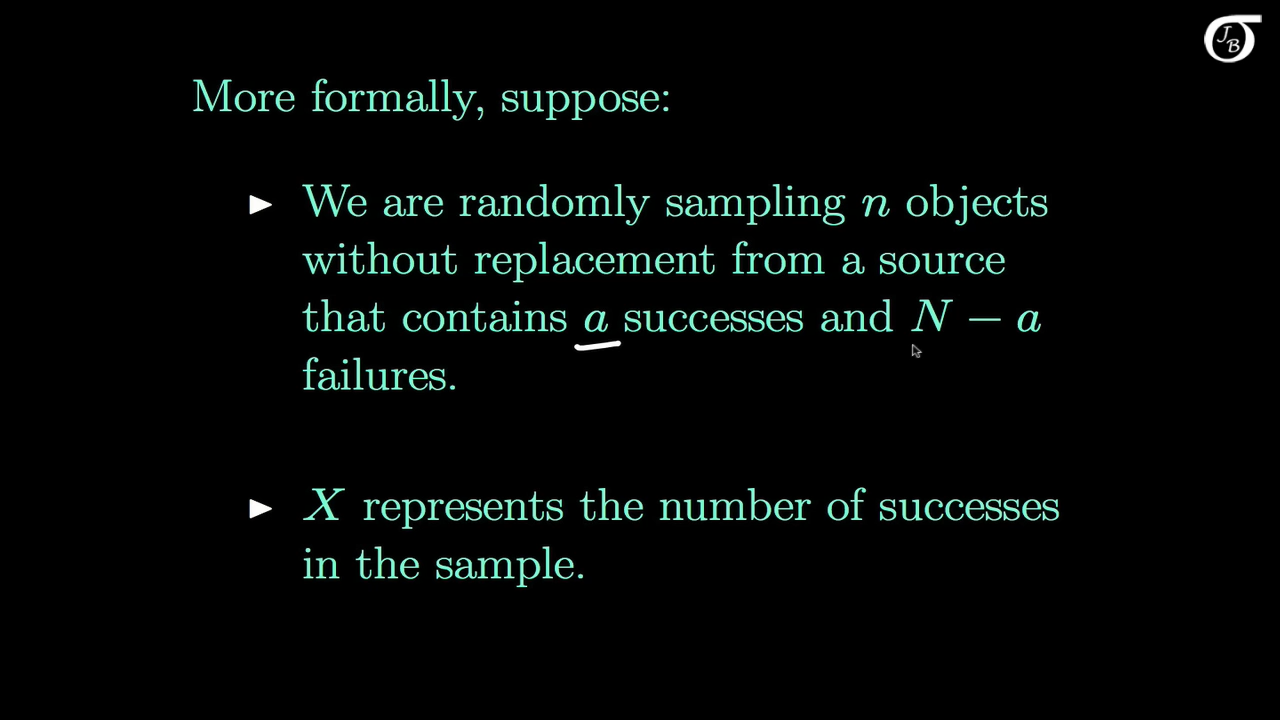 J
B
More formally, suppose:
We are randomly sampling n objects
without replacement from a source
that contains a successes and N − a
failures.
X represents the number of successes
in the sample.